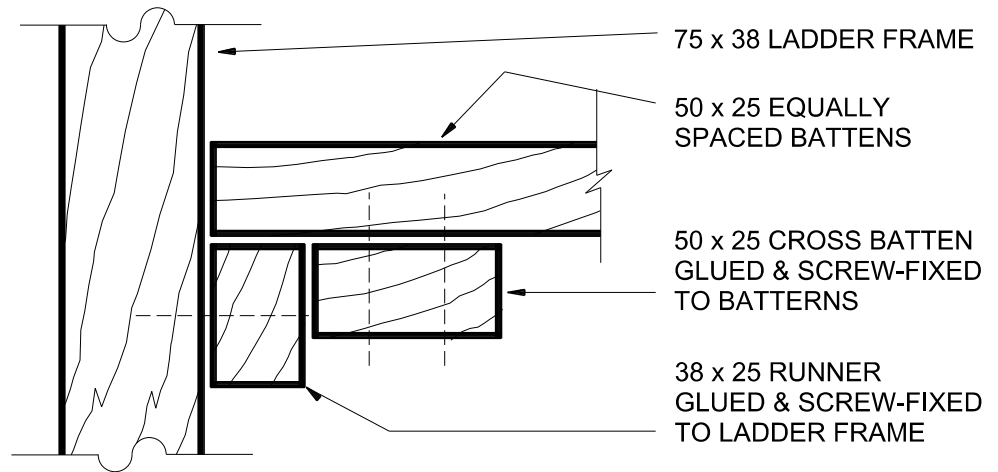 75 x 38 LADDER FRAME
50 x 25 EQUALLY
SPACED BATTENS
50 x 25 CROSS BATTEN
GLUED & SCREW-FIXED
TO BATTERNS
38 x 25 RUNNER
GLUED & SCREW-FIXED
TO LADDER FRAME